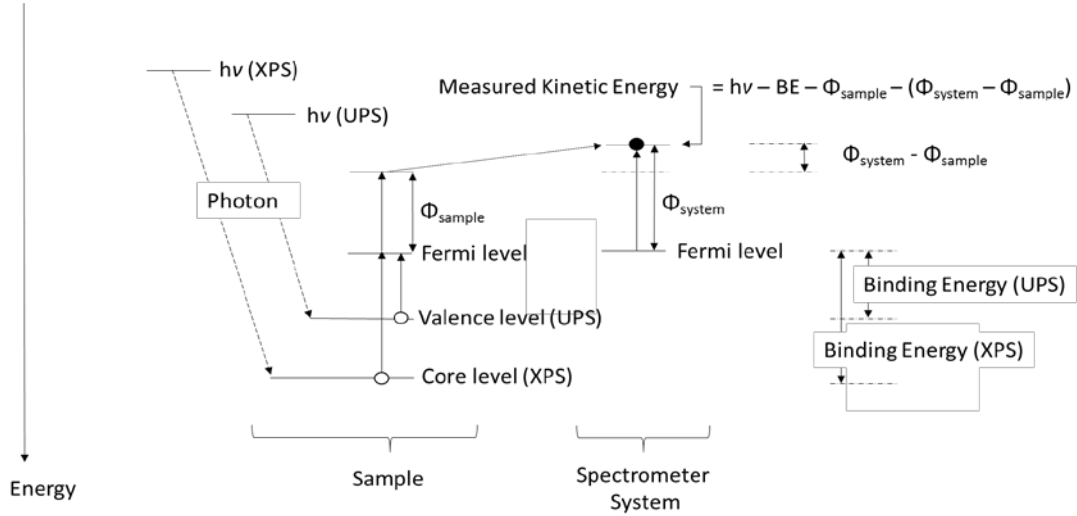 hν (XPS)
hν (UPS)
Measured Kinetic Energy = hν – BE – Φsample – (Φsystem – Φsample)
Φsystem - Φsample
Photon
Φsample
Φsystem
Fermi level
Fermi level
Binding Energy (UPS)
Valence level (UPS)
Binding Energy (XPS)
Core level (XPS)
Energy
Sample
Spectrometer
System